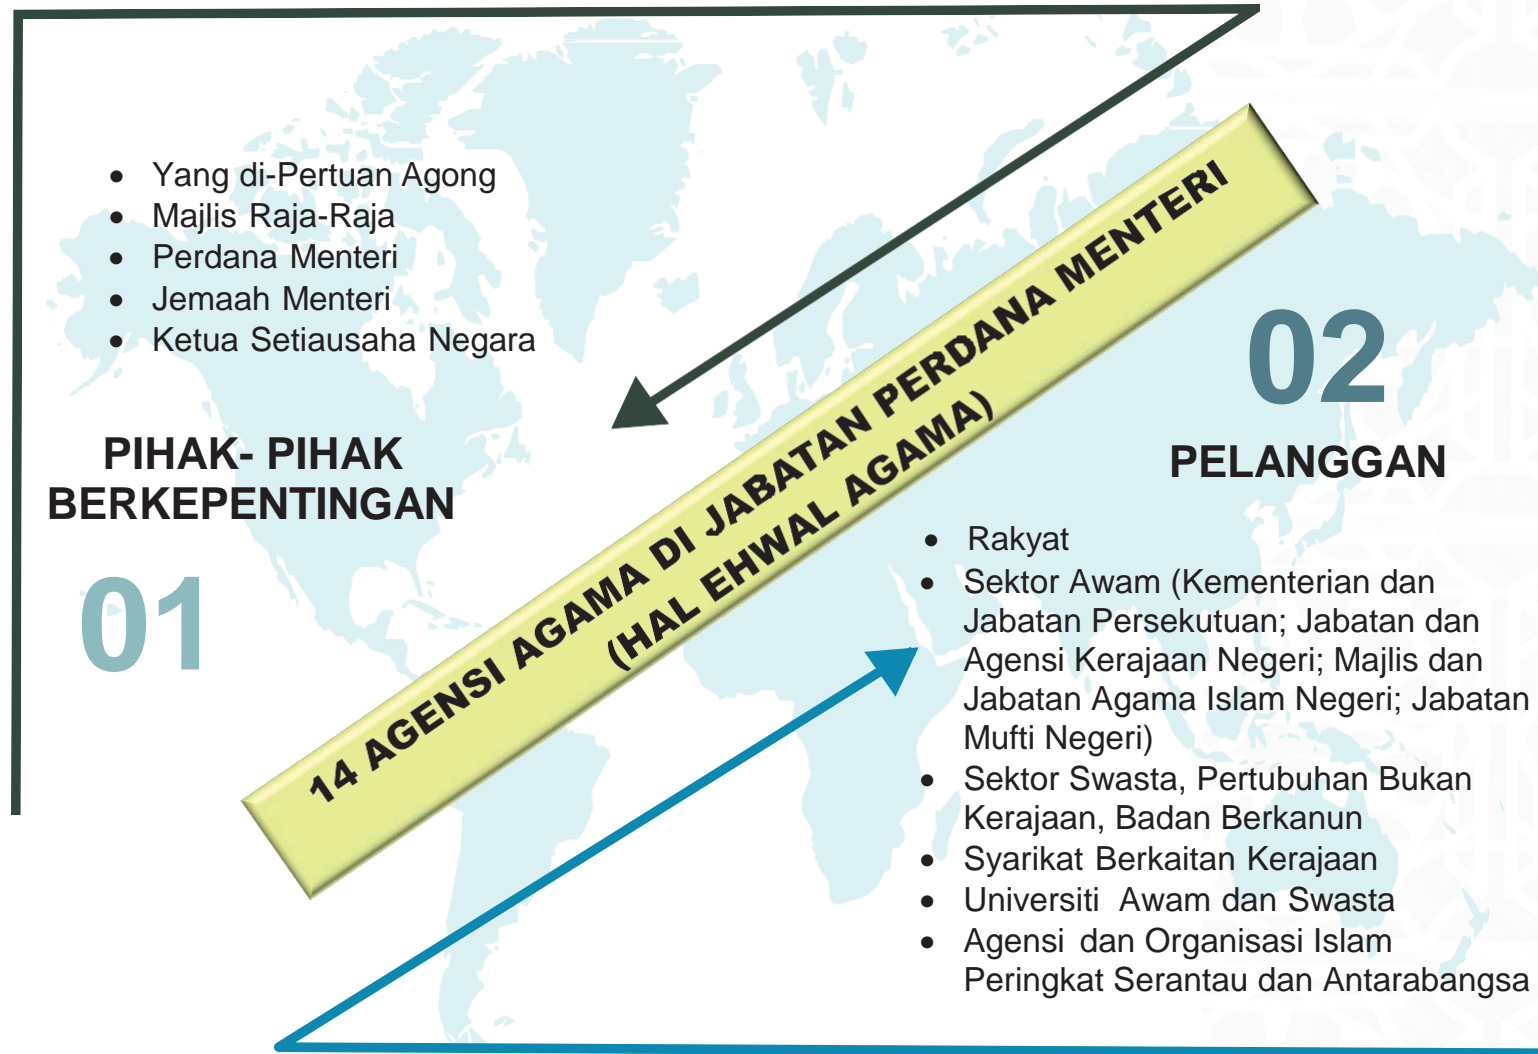 • Yang di-Pertuan Agong
• Majlis Raja-Raja
• Perdana Menteri
• Jemaah Menteri
• Ketua Setiausaha Negara
PIHAK- PIHAK
BERKEPENTINGAN
01
14 AGENSI AGAMA DI JABATAN PERDANA MENTERI
(HAL EHWAL AGAMA)
02
PELANGGAN
• Rakyat
• Sektor Awam (Kementerian dan
Jabatan Persekutuan; Jabatan dan
Agensi Kerajaan Negeri; Majlis dan
Jabatan Agama Islam Negeri; Jabatan
Mufti Negeri)
• Sektor Swasta, Pertubuhan Bukan
Kerajaan, Badan Berkanun
• Syarikat Berkaitan Kerajaan
• Universiti Awam dan Swasta
• Agensi dan Organisasi Islam
Peringkat Serantau dan Antarabangsa